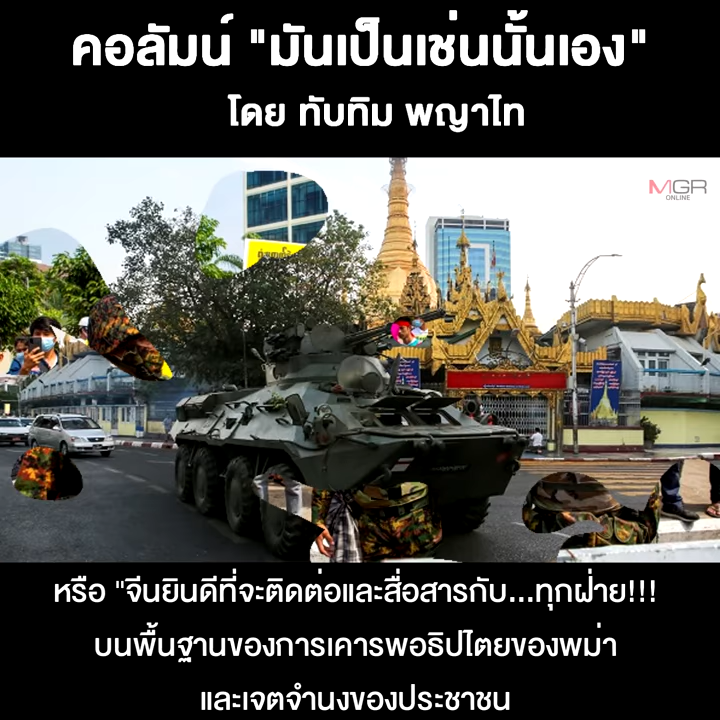 คอลัมน์ "มันเป็นเช่นนั้นเอง"
โดย ทับทิม พญาไท
MGR
ONLINE
หรือ "จีนยินดีที่จะติดต่อและสื่อสารกับ...ทุกฝ่าย!!!
บนพื้นฐานของการเคารพอธิปไตยของพม่า
และเจตจำนงของประชาชน